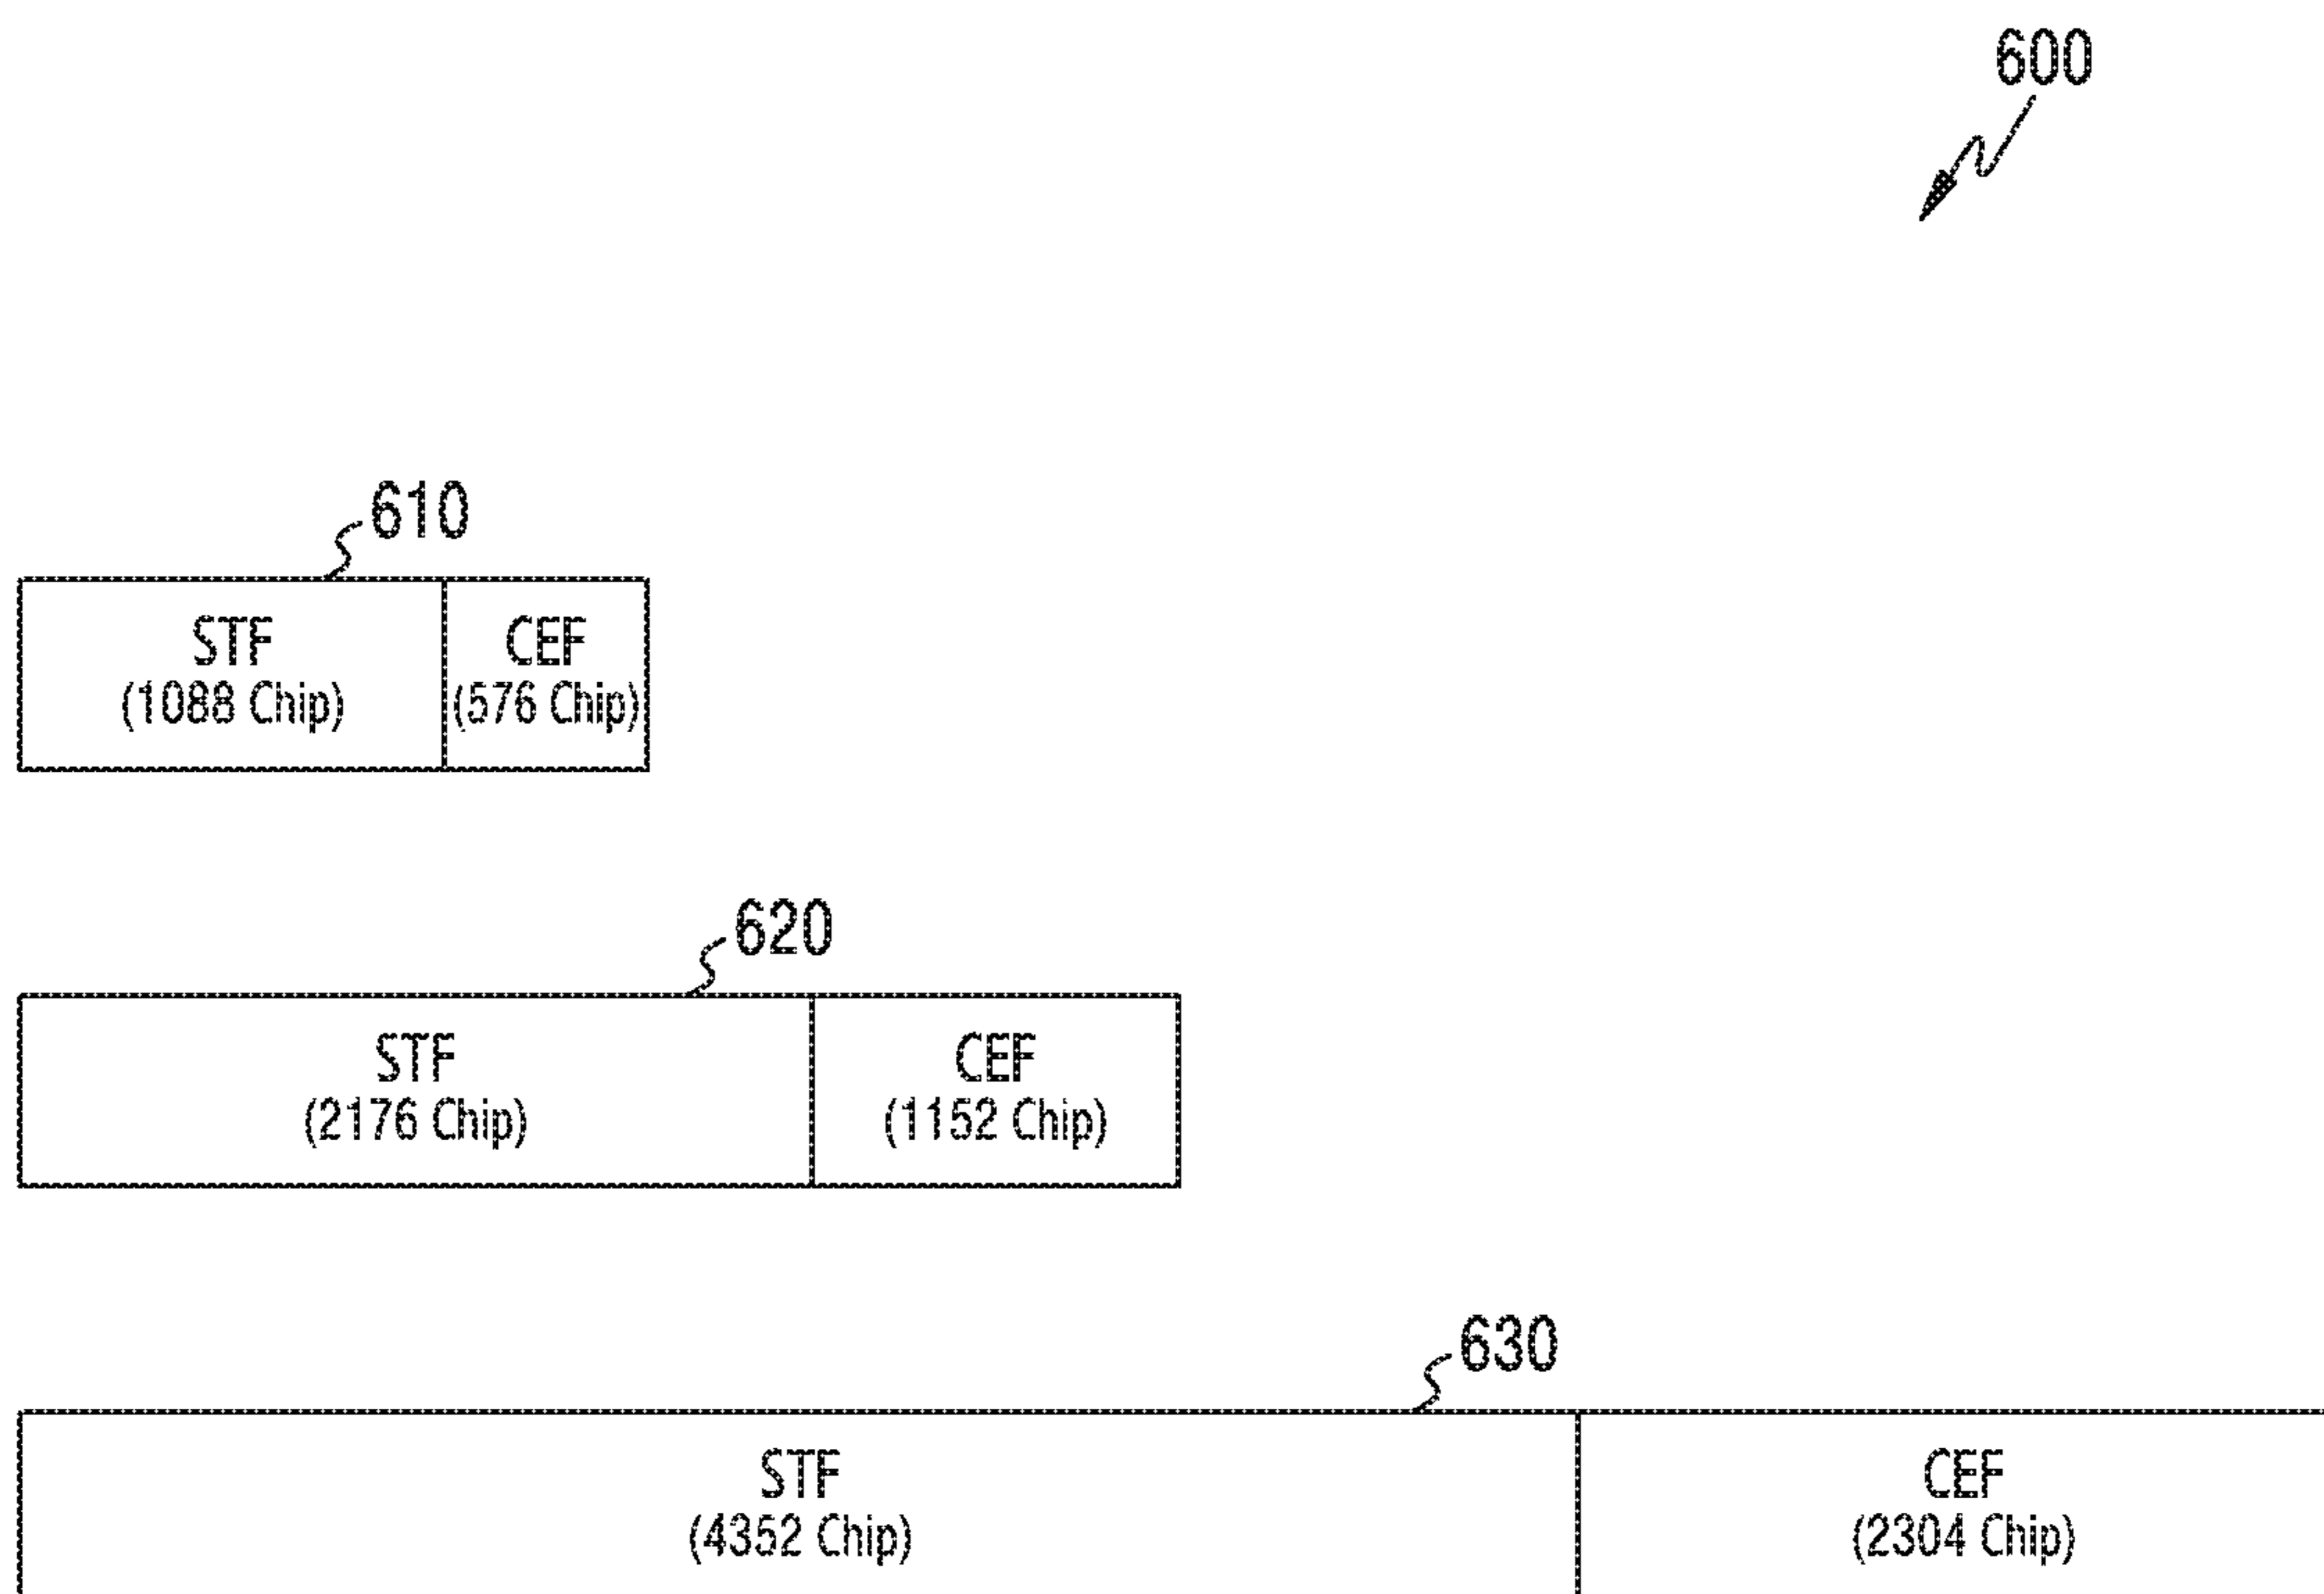 600
610
STF
(1088 Chip)
CEF
(576 Chip)
620
STF
(2176 Chip)
CEF
(1152 Chip)
630
STF
(4352 Chip)
CEF
(2304 Chip)